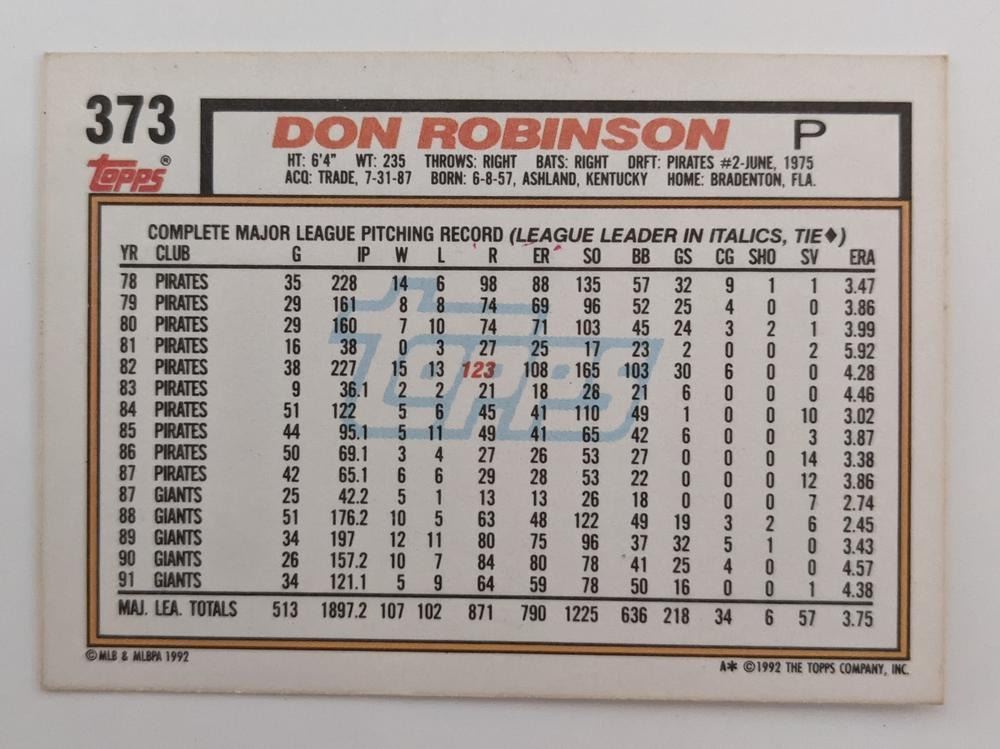 373 DON ROBINSON P
Topps®
HT: 6'4" WT: 235 THROWS: RIGHT BATS: RIGHT DRFT: PIRATES #2-JUNE, 1975
ACQ: TRADE, 7-31-87 BORN: 6-8-57, ASHLAND, KENTUCKY HOME: BRADENTON, FLA.
COMPLETE MAJOR LEAGUE PITCHING RECORD (LEAGUE LEADER IN ITALICS, TIE♦)
YR CLUB G IP W L R ER SO BB GS CG SHO SV ERA
78 PIRATES 35 228 14 6 98 88 135 57 32 9 1 1 3.47
79 PIRATES 29 161 8 8 74 69 96 52 25 4 0 0 3.86
80 PIRATES 29 160 7 10 74 71 103 45 24 3 2 1 3.99
81 PIRATES 16 38 0 3 27 25 17 23 2 0 0 2 5.92
82 PIRATES 38 227 15 13 123 108 165 103 30 6 0 0 4.28
83 PIRATES 9 36.1 2 2 21 18 28 21 6 0 0 0 4.46
84 PIRATES 51 122 5 6 45 41 110 49 1 0 0 10 3.02
85 PIRATES 44 95.1 5 11 49 41 65 42 6 0 0 3 3.87
86 PIRATES 50 69.1 3 4 27 26 53 27 0 0 0 14 3.38
87 PIRATES 42 65.1 6 6 29 28 53 22 0 0 0 12 3.86
87 GIANTS 25 42.2 5 1 13 13 26 18 0 0 0 7 2.74
88 GIANTS 51 176.2 10 5 63 48 122 49 19 3 2 6 2.45
89 GIANTS 34 197 12 11 80 75 96 37 32 5 1 0 3.43
90 GIANTS 26 157.2 10 7 84 80 78 41 25 4 0 0 4.57
91 GIANTS 34 121.1 5 9 64 59 78 50 16 0 0 1 4.38
MAJ. LEA. TOTALS 513 1897.2 107 102 871 790 1225 636 218 34 6 57 3.75
Topps
© MLB & MLBPA 1992
A* ©1992 THE TOPPS COMPANY, INC.